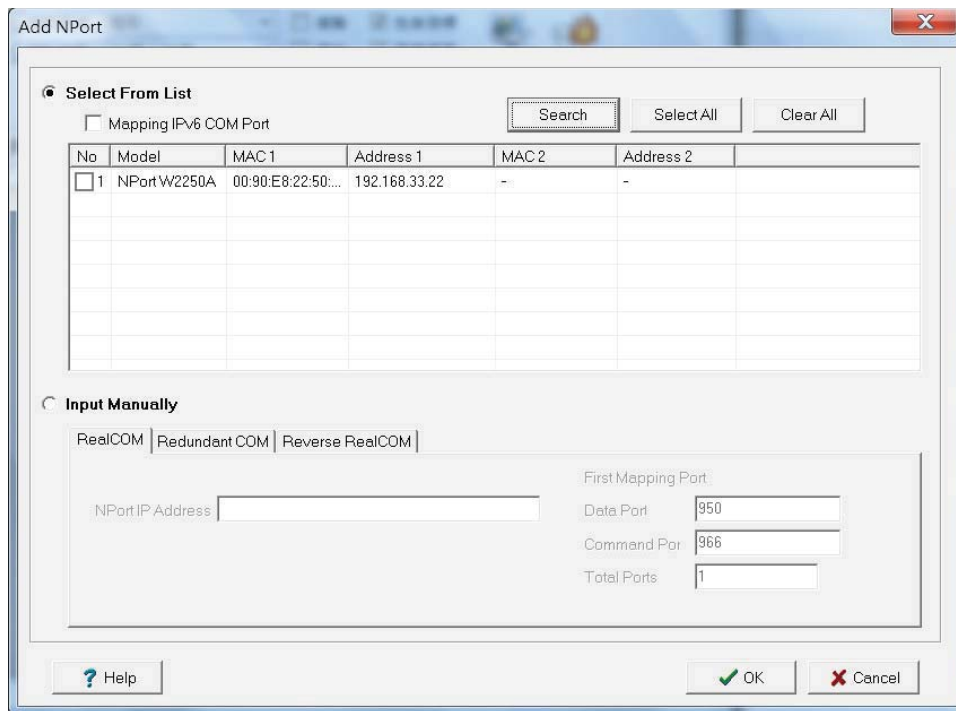 Add NPort
Select From List
Mapping IPv6 COM Port
Search Select All Clear All
No Model MAC 1 Address 1 MAC 2 Address 2
1 NPort W2250A 00:90:E8:22:50:... 192.168.33.22 - -
Input Manually
RealCOM Redundant COM Reverse RealCOM
First Mapping Port
NPort IP Address Data Port 950
Command Por 966
Total Ports 1
? Help OK Cancel